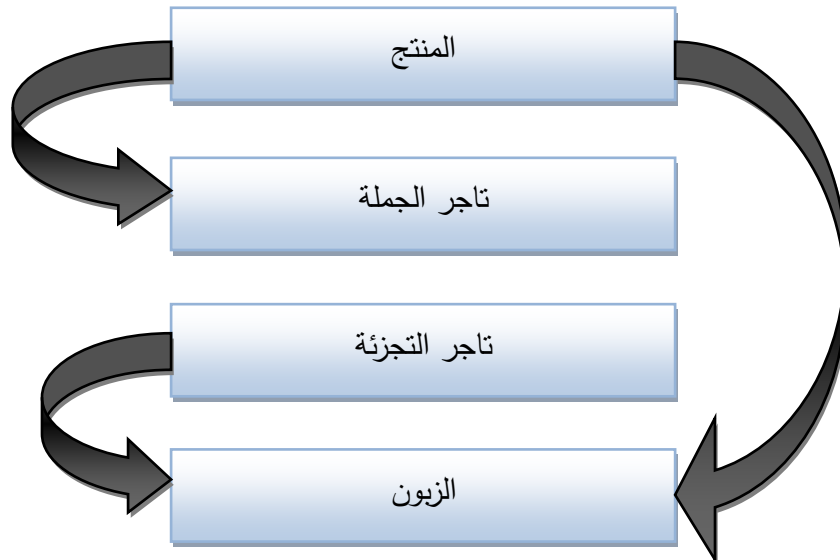 المنتج
تاجر الجملة
تاجر التجزئة
الزبون